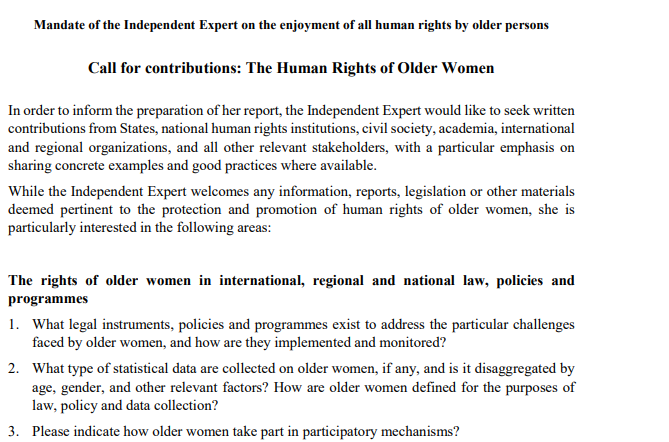 Mandate of the Independent Expert on the enjoyment of all human rights by older persons
Call for contributions: The Human Rights of Older Women
In order to inform the preparation of her report, the Independent Expert would like to seek written
contributions from States, national human rights institutions, civil society, academia, international
and regional organizations, and all other relevant stakeholders, with a particular emphasis on
sharing concrete examples and good practices where available.
While the Independent Expert welcomes any information, reports, legislation or other materials
deemed pertinent to the protection and promotion of human rights of older women, she is
particularly interested in the following areas:
The rights of older women in international, regional and national law, policies and
programmes
1. What legal instruments, policies and programmes exist to address the particular challenges
faced by older women, and how are they implemented and monitored?
2. What type of statistical data are collected on older women, if any, and is it disaggregated by
age, gender, and other relevant factors? How are older women defined for the purposes of
law, policy and data collection?
3. Please indicate how older women take part in participatory mechanisms?